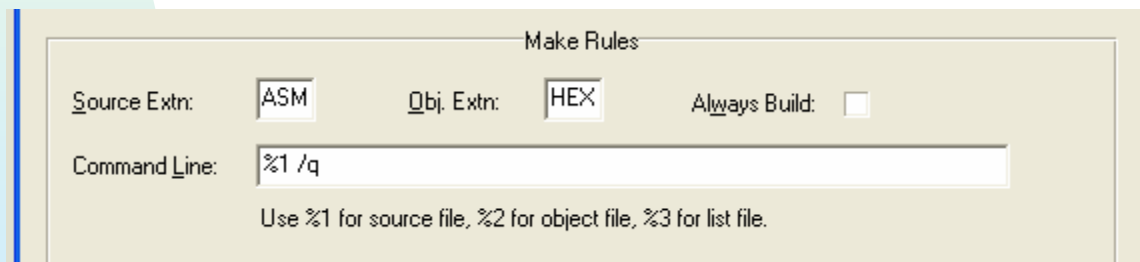 Make Rules
Source Extn: ASM Obj. Extn: HEX Always Build:
Command Line: %1 /q
Use %1 for source file, %2 for object file, %3 for list file.